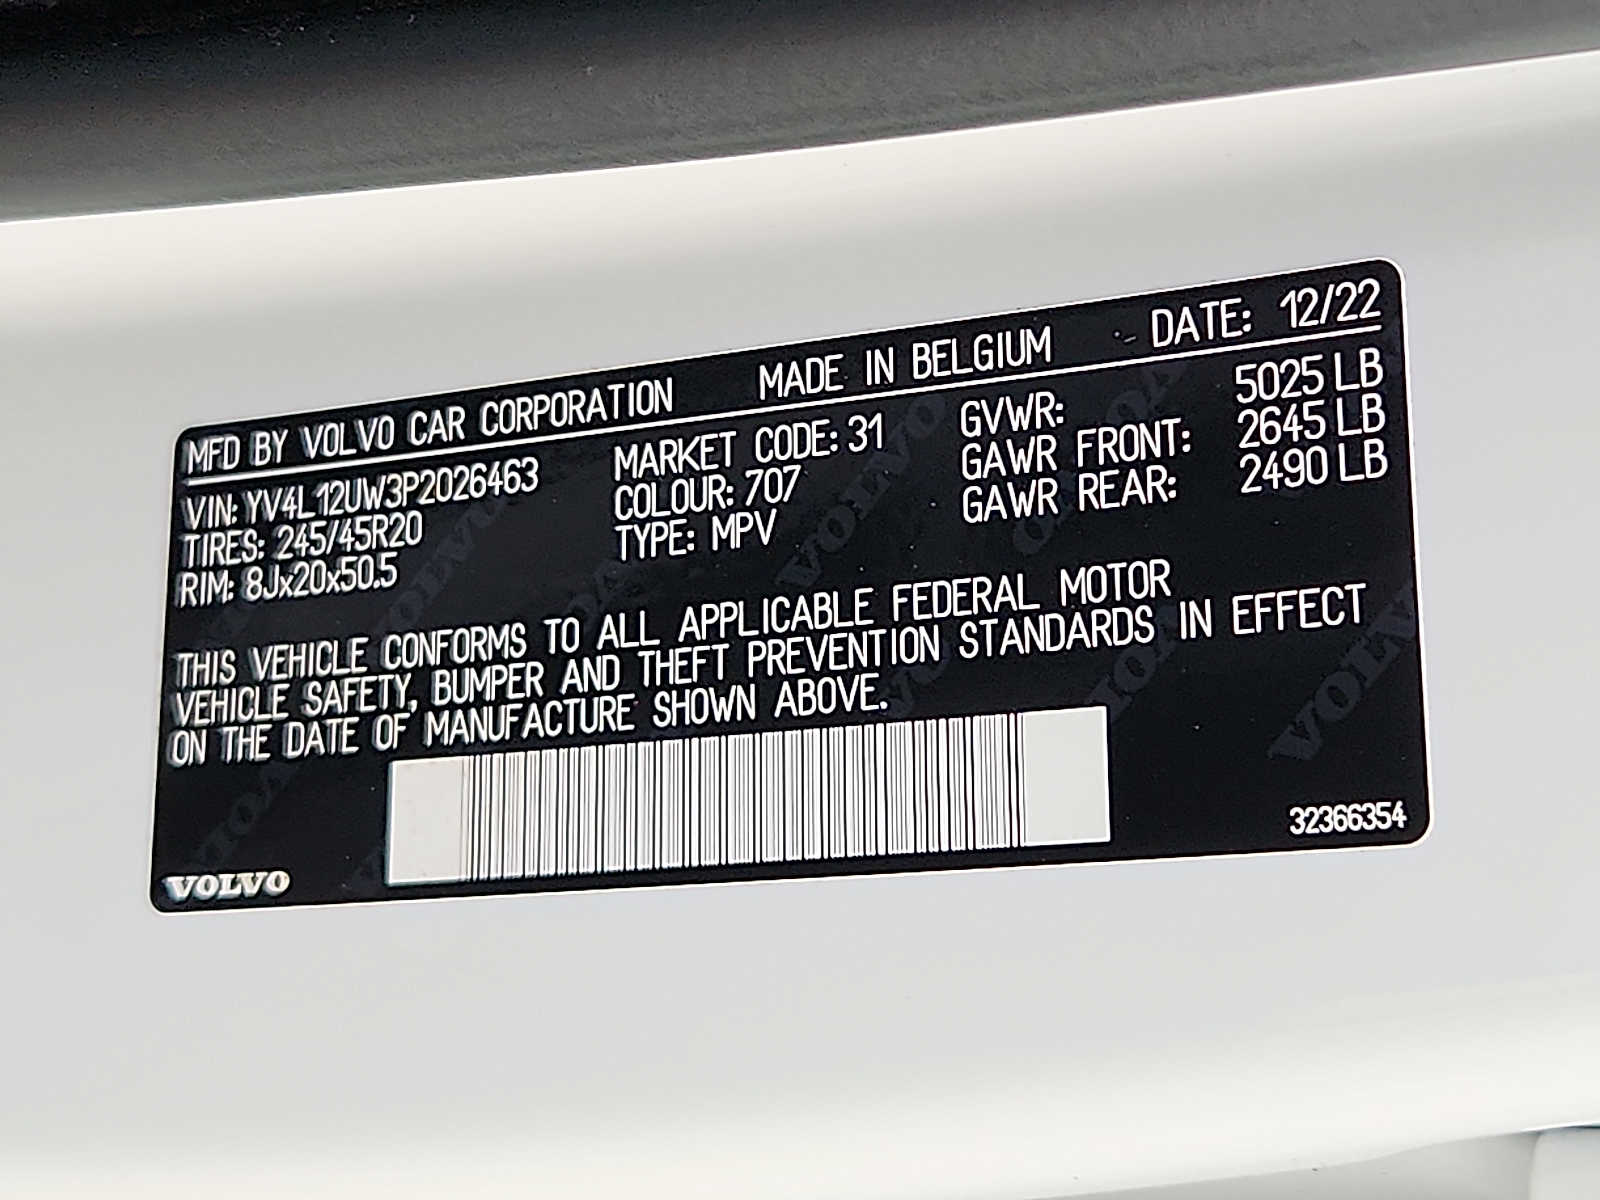 MFD BY VOLVO CAR CORPORATION MADE IN BELGIUM DATE: 12/22
VIN: YV4L12UW3P2026463 MARKET CODE: 31 GVWR: 5025 LB
TIRES: 245/45R20 COLOUR: 707 GAWR FRONT: 2645 LB
RIM: 8Jx20x50.5 TYPE: MPV GAWR REAR: 2490 LB
THIS VEHICLE CONFORMS TO ALL APPLICABLE FEDERAL MOTOR
VEHICLE SAFETY, BUMPER AND THEFT PREVENTION STANDARDS IN EFFECT
ON THE DATE OF MANUFACTURE SHOWN ABOVE.
32366354
VOLVO